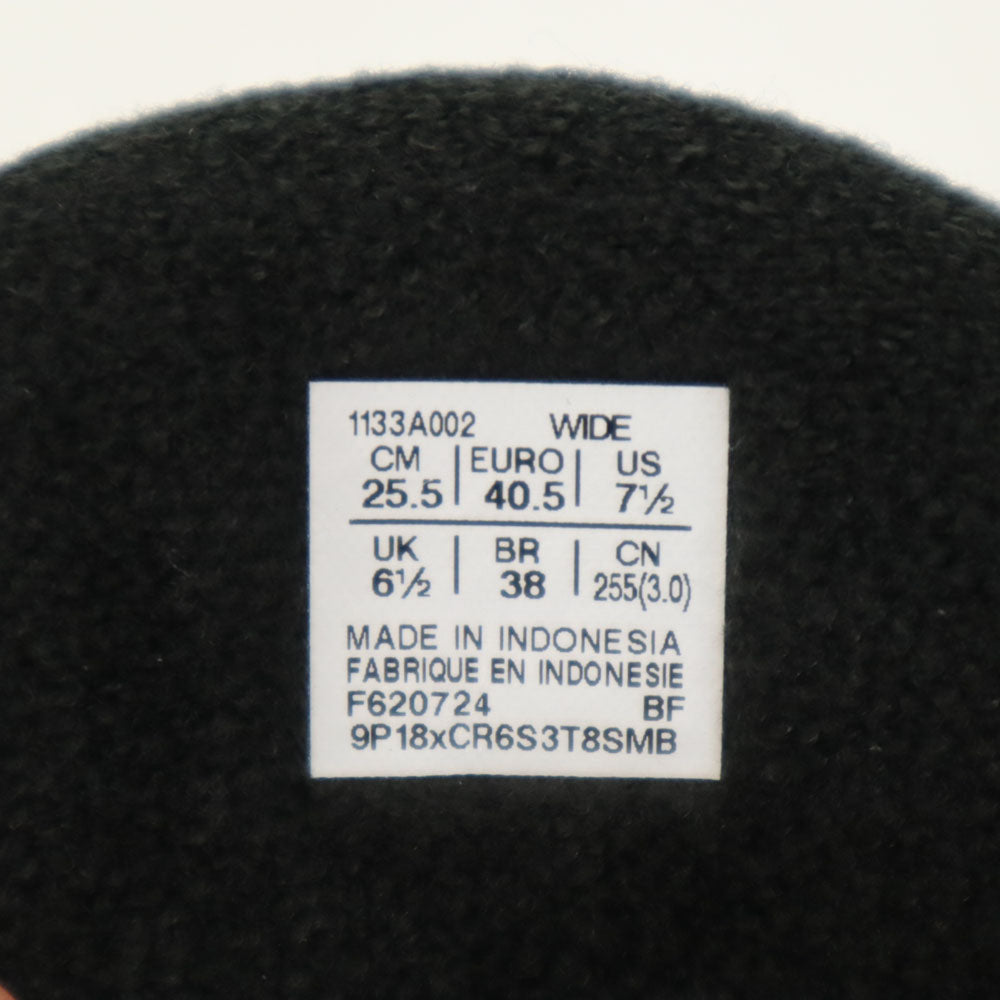 1133A002 WIDE
CM | EURO | US
25.5 | 40.5 | 7½
UK | BR | CN
6½ | 38 | 255(3.0)
MADE IN INDONESIA
FABRIQUE EN INDONESIE
F620724 BF
9P18xCR6S3T8SMB